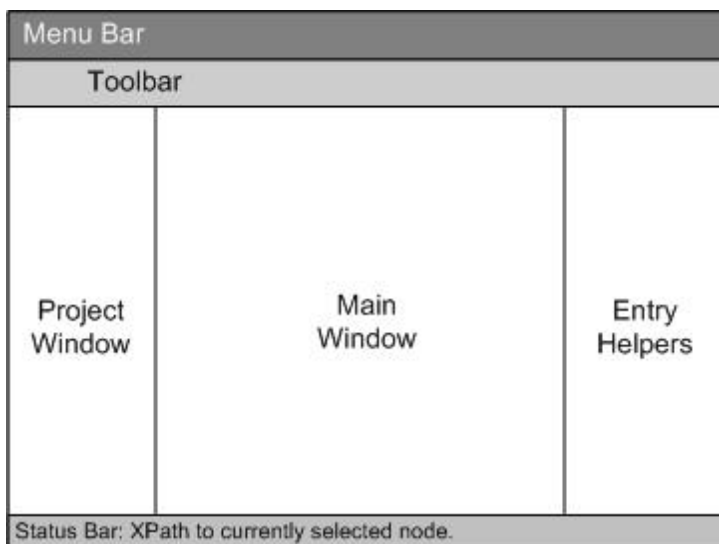 Menu Bar
Toolbar
Project
Window
Main
Window
Entry
Helpers
Status Bar: XPath to currently selected node.